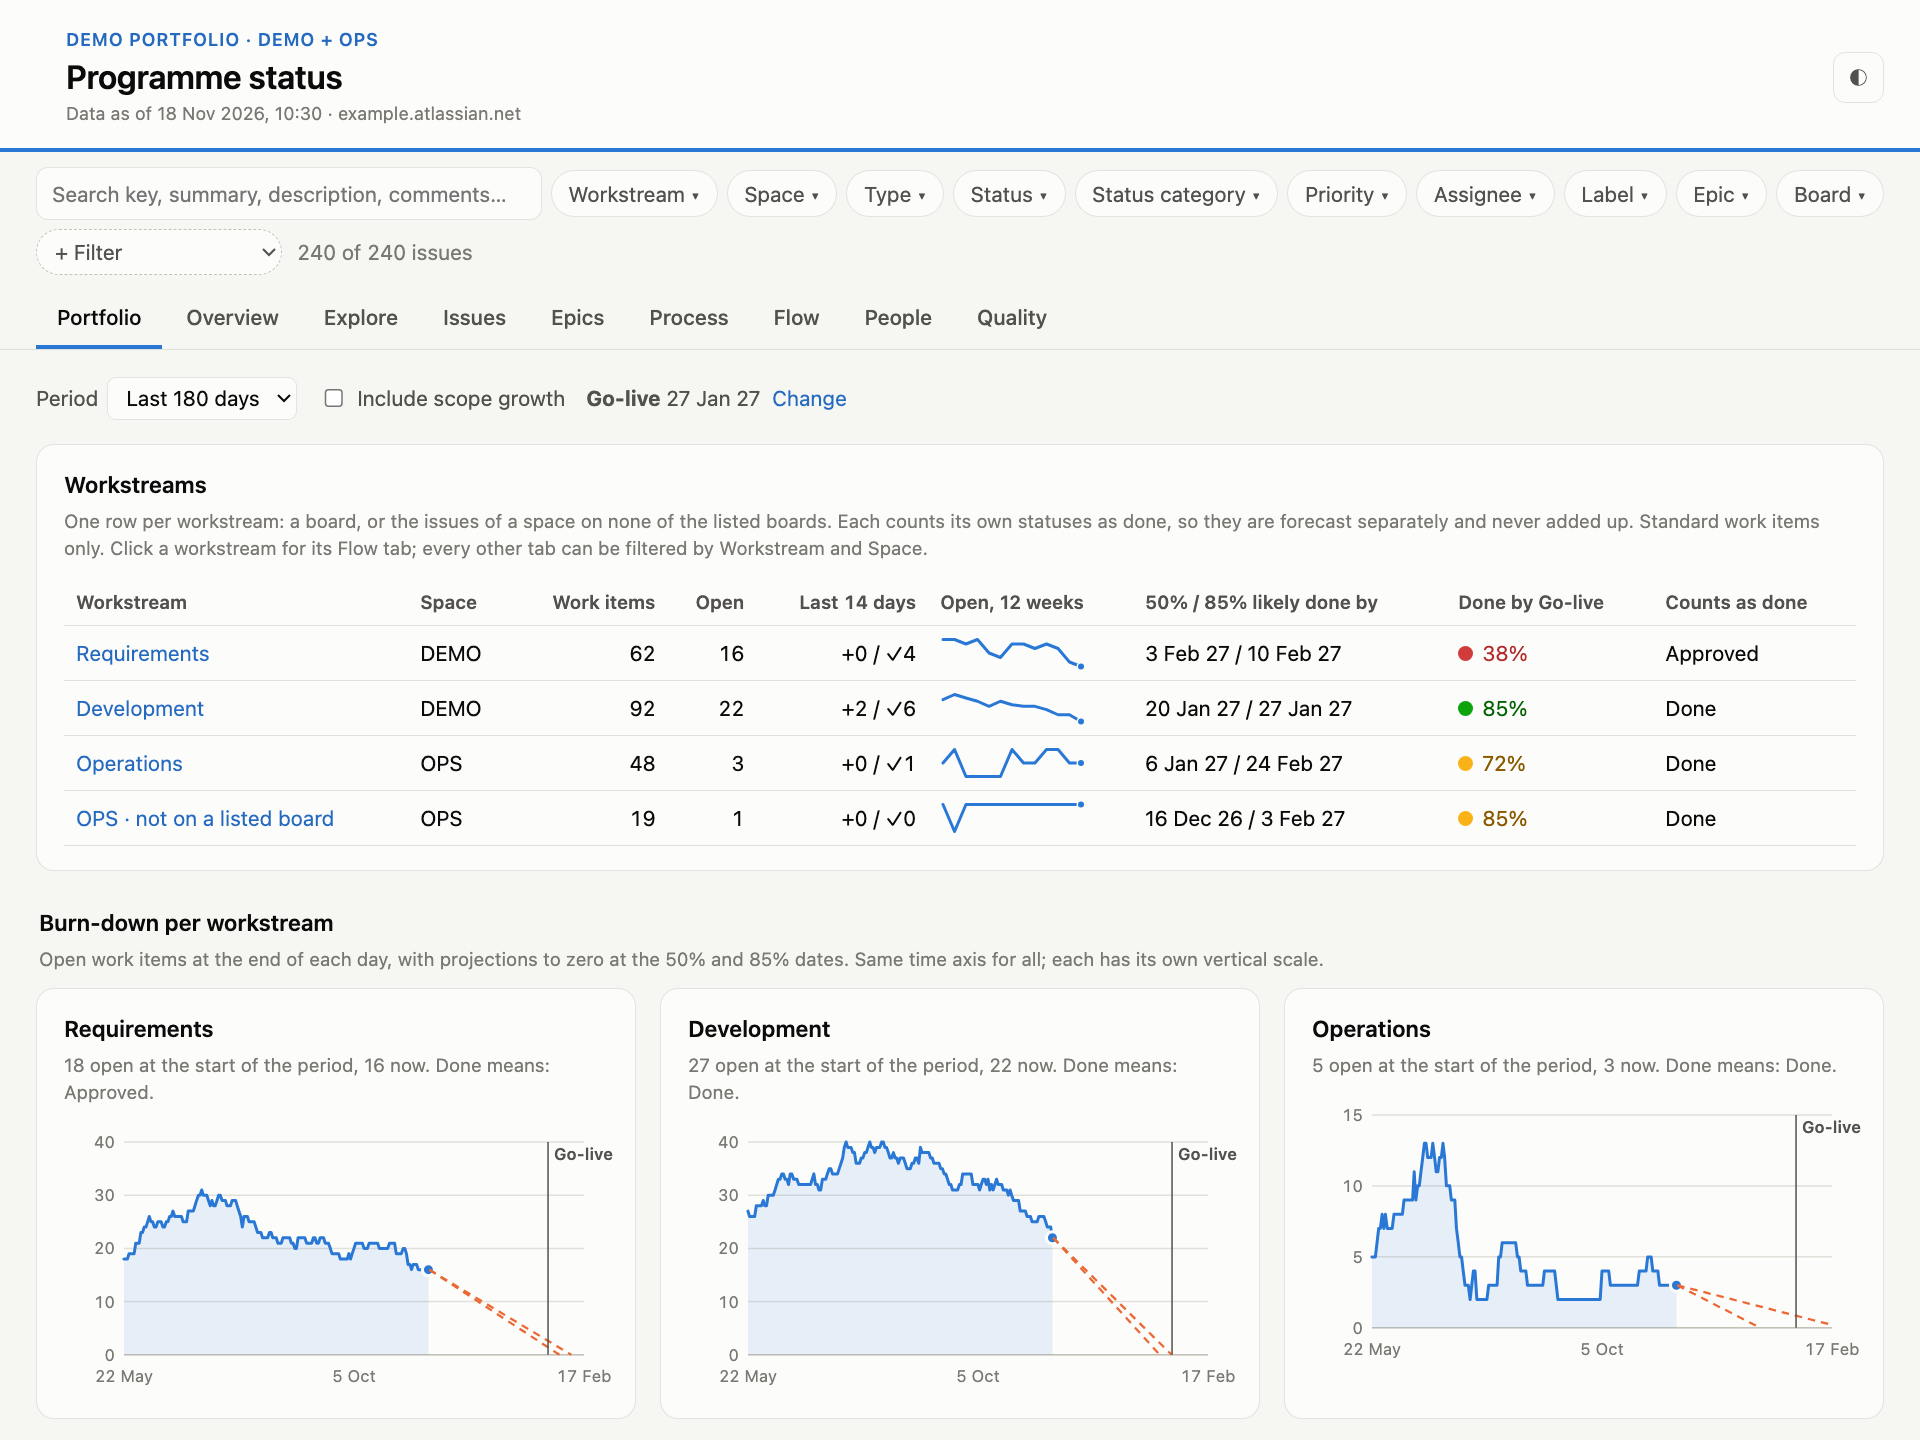 DEMO PORTFOLIO · DEMO + OPS
Programme status
Data as of 18 Nov 2026, 10:30 · example.atlassian.net
Search key, summary, description, comments...
Workstream ▾
Space ▾
Type ▾
Status ▾
Status category ▾
Priority ▾
Assignee ▾
Label ▾
Epic ▾
Board ▾
+ Filter
240 of 240 issues
Portfolio Overview Explore Issues Epics Process Flow People Quality
Period Last 180 days Include scope growth Go-live 27 Jan 27 Change
Workstreams
One row per workstream: a board, or the issues of a space on none of the listed boards. Each counts its own statuses as done, so they are forecast separately and never added up. Standard work items
only. Click a workstream for its Flow tab; every other tab can be filtered by Workstream and Space.
Workstream Space Work items Open Last 14 days Open, 12 weeks 50% / 85% likely done by Done by Go-live Counts as done
Requirements DEMO 62 16 +0 / ✓4 3 Feb 27 / 10 Feb 27 38% Approved
Development DEMO 92 22 +2 / ✓6 20 Jan 27 / 27 Jan 27 85% Done
Operations OPS 48 3 +0 / ✓1 6 Jan 27 / 24 Feb 27 72% Done
OPS · not on a listed board OPS 19 1 +0 / ✓0 16 Dec 26 / 3 Feb 27 85% Done
Burn-down per workstream
Open work items at the end of each day, with projections to zero at the 50% and 85% dates. Same time axis for all; each has its own vertical scale.
Requirements
18 open at the start of the period, 16 now. Done means:
Approved.
40
Go-live
30
20
10
0
22 May 5 Oct 17 Feb
Development
27 open at the start of the period, 22 now. Done means:
Done.
40
Go-live
30
20
10
0
22 May 5 Oct 17 Feb
Operations
5 open at the start of the period, 3 now. Done means: Done.
15
Go-live
10
5
0
22 May 5 Oct 17 Feb